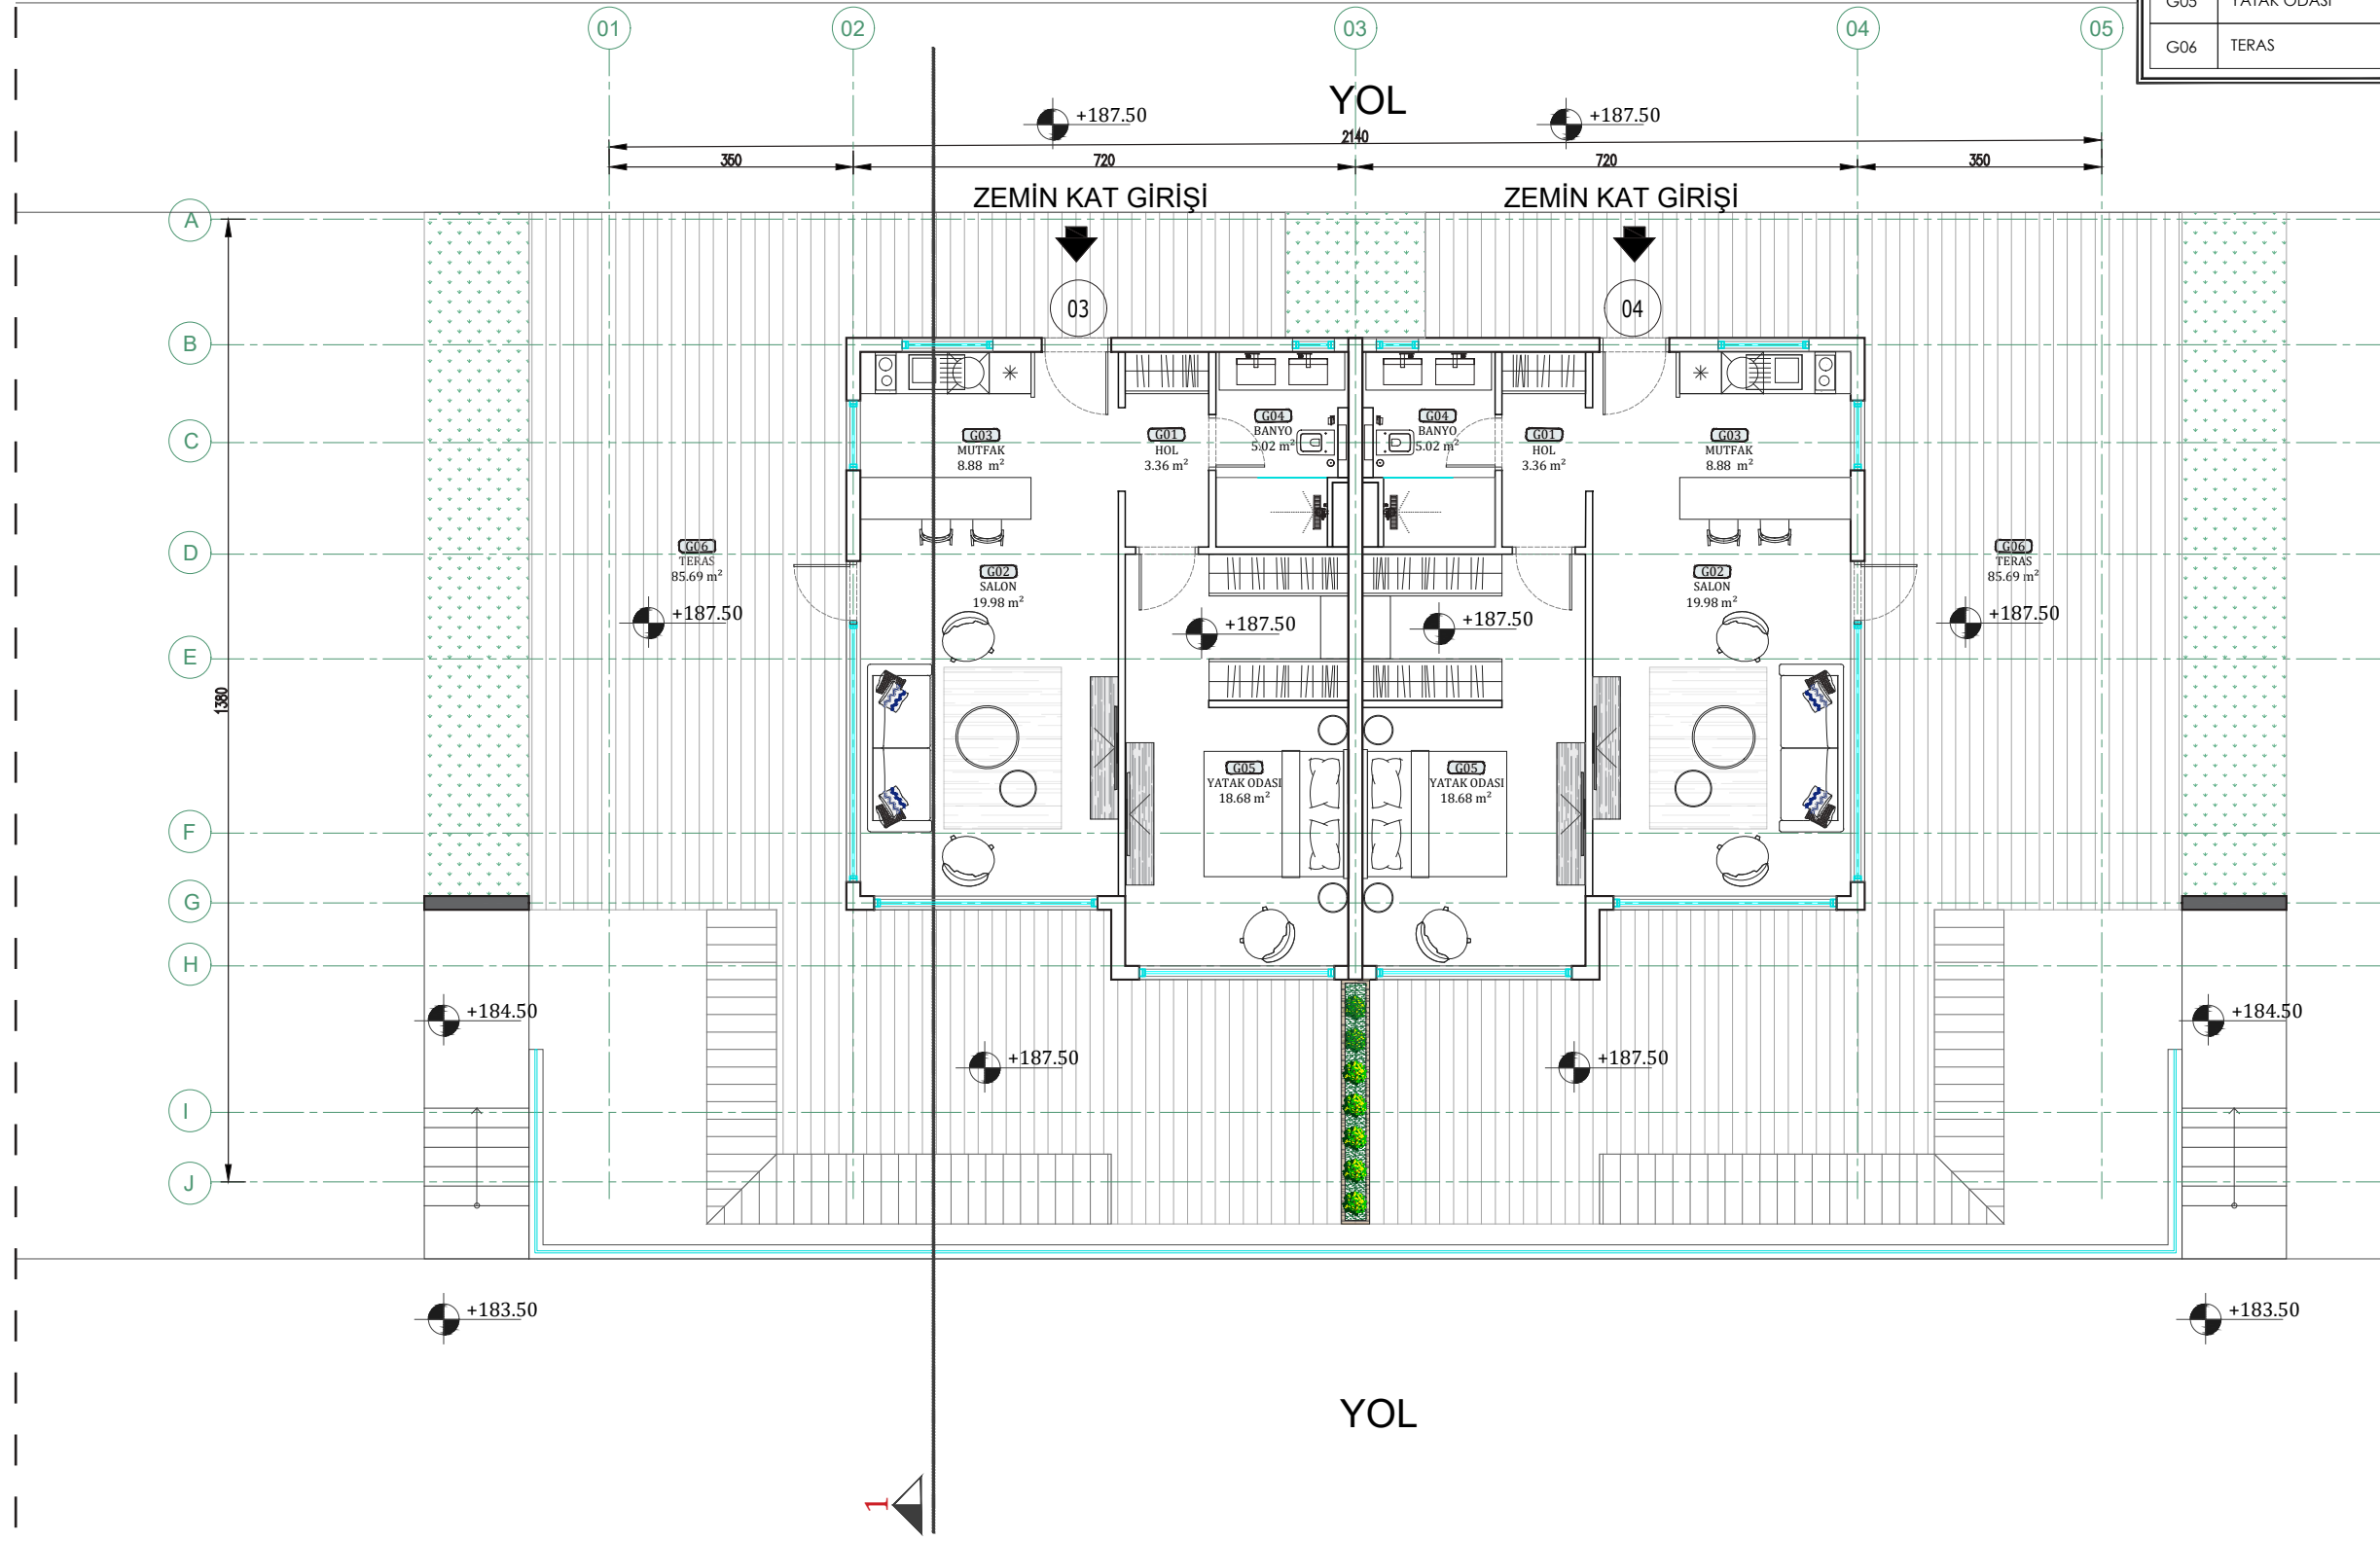 G05 YATAK ODASI
G06 TERAS
01 02 03 04 05
YOL
+187.50 +187.50
2140
350 720 720 350
ZEMİN KAT GİRİŞİ ZEMİN KAT GİRİŞİ
A
03 04
B
C
G03
MUTFAK
8.88 m²
G01
HOL
3.36 m²
G04
BANYO
5.02 m²
G04
BANYO
5.02 m²
G01
HOL
3.36 m²
G03
MUTFAK
8.88 m²
D
G06
TERAS
85.69 m²
+187.50
G02
SALON
19.98 m²
+187.50
+187.50
G02
SALON
19.98 m²
G06
TERAS
85.69 m²
+187.50
E
1380
G05
YATAK ODASI
18.68 m²
G05
YATAK ODASI
18.68 m²
F
G
H
+184.50 +184.50
+187.50 +187.50
I
J
+183.50 +183.50
YOL
1